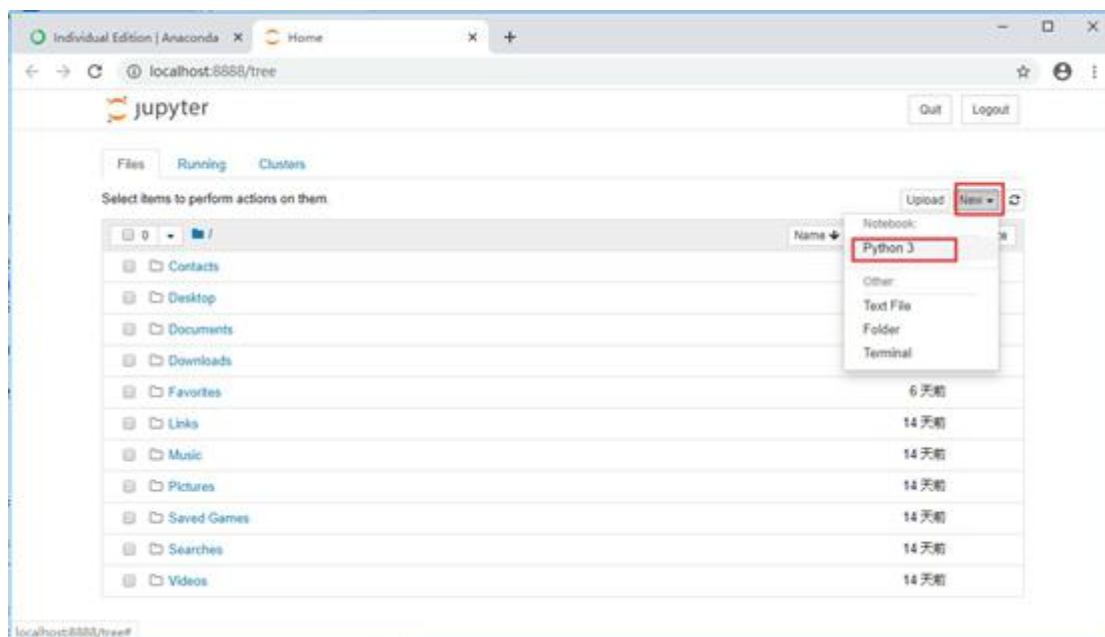 Individual Edition | Anaconda
Home
localhost:8888/tree
jupyter
Quit
Logout
Files
Running
Clusters
Select items to perform actions on them.
Upload
New
0
/
Name
Notebook:
Python 3
Other:
Text File
Folder
Terminal
Contacts
Desktop
Documents
Downloads
Favorites
6 天前
Links
14 天前
Music
14 天前
Pictures
14 天前
Saved Games
14 天前
Searches
14 天前
Videos
14 天前
localhost:8888/tree#